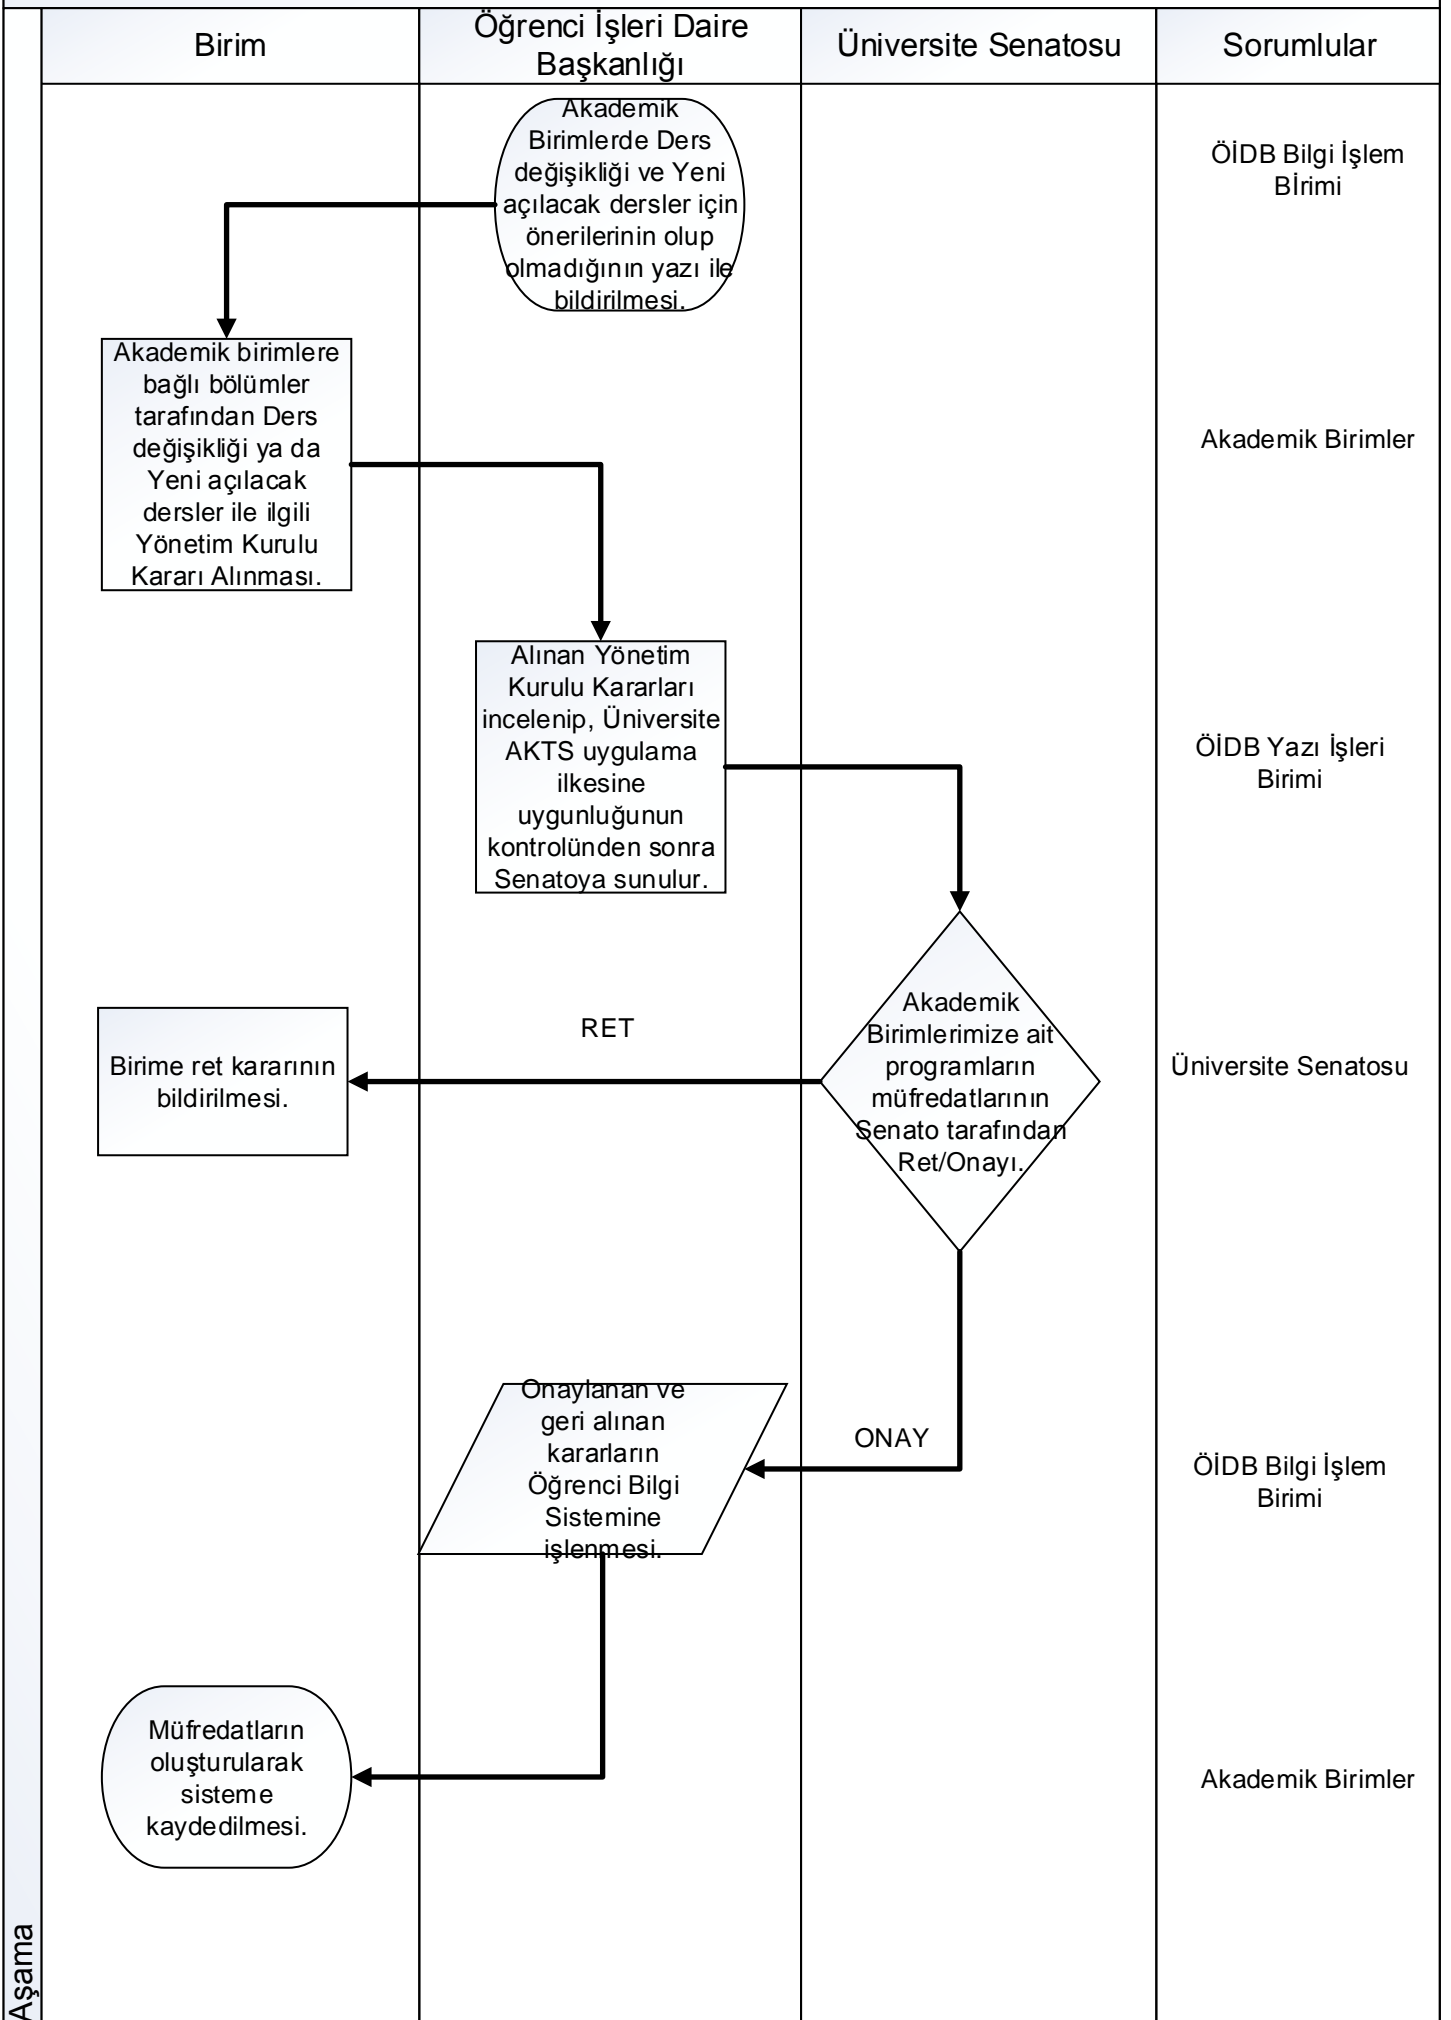 Birim
Öğrenci İşleri Daire
Başkanlığı
Üniversite Senatosu
Sorumlular
Akademik
Birimlerde Ders
değişikliği ve Yeni
açılacak dersler için
önerilerinin olup
olmadığının yazı ile
bildirilmesi.
ÖİDB Bilgi İşlem
Bİrimi
Akademik birimlere
bağlı bölümler
tarafından Ders
değişikliği ya da
Yeni açılacak
dersler ile ilgili
Yönetim Kurulu
Kararı Alınması.
Akademik Birimler
Alınan Yönetim
Kurulu Kararları
incelenip, Üniversite
AKTS uygulama
ilkesine
uygunluğunun
kontrolünden sonra
Senatoya sunulur.
ÖİDB Yazı İşleri
Birimi
Akademik
Birimlerimize ait
programların
müfredatlarının
Senato tarafından
Ret/Onayı.
RET
Birime ret kararının
bildirilmesi.
Üniversite Senatosu
Onaylanan ve
geri alınan
kararların
Öğrenci Bilgi
Sistemine
işlenmesi.
ONAY
ÖİDB Bilgi İşlem
Birimi
Müfredatların
oluşturularak
sisteme
kaydedilmesi.
Akademik Birimler
Aşama